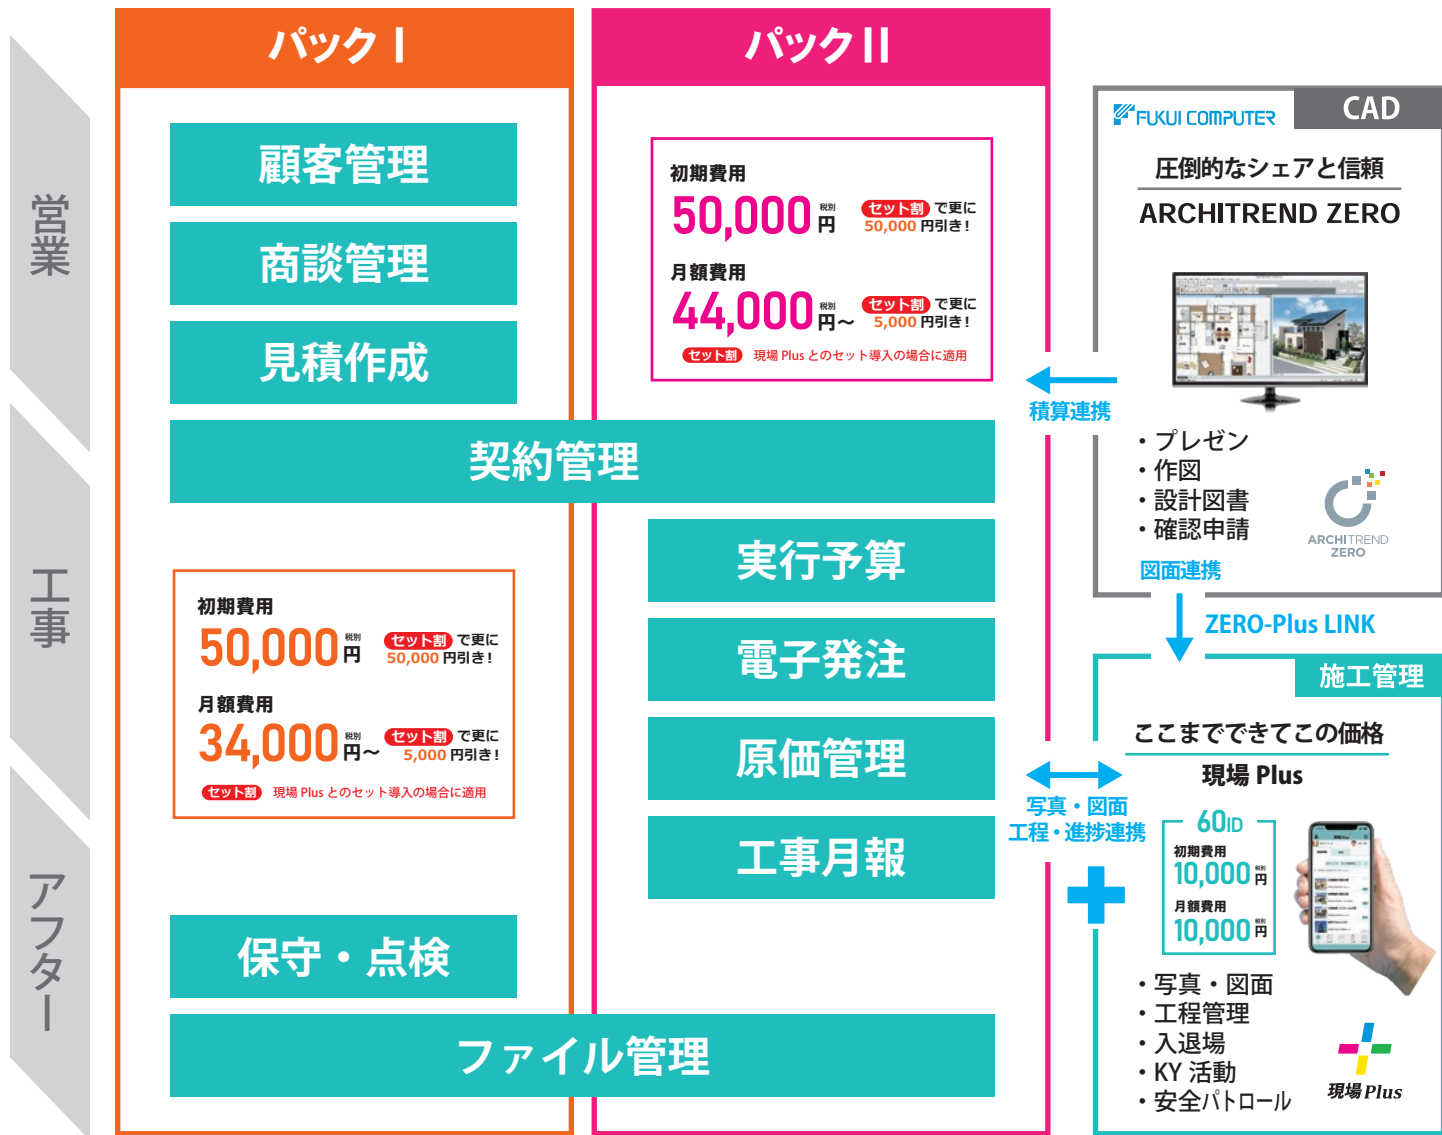 営業
工事
アフター
パックⅠ
顧客管理
商談管理
見積作成
契約管理
初期費用
50,000円 税別
セット割 で更に
50,000 円引き！
月額費用
34,000円～ 税別
セット割 で更に
5,000 円引き！
セット割 現場 Plus とのセット導入の場合に適用
保守・点検
ファイル管理
パックⅡ
初期費用
50,000円 税別
セット割 で更に
50,000 円引き！
月額費用
44,000円～ 税別
セット割 で更に
5,000 円引き！
セット割 現場 Plus とのセット導入の場合に適用
実行予算
電子発注
原価管理
工事月報
積算連携
写真・図面
工程・進捗連携
FUKUI COMPUTER
CAD
圧倒的なシェアと信頼
ARCHITREND ZERO
・プレゼン
・作図
・設計図書
・確認申請
ARCHITREND
ZERO
図面連携
ZERO-Plus LINK
施工管理
ここまでできてこの価格
現場 Plus
60ID
初期費用
10,000円 税別
月額費用
10,000円 税別
・写真・図面
・工程管理
・入退場
・KY 活動
・安全パトロール
現場Plus